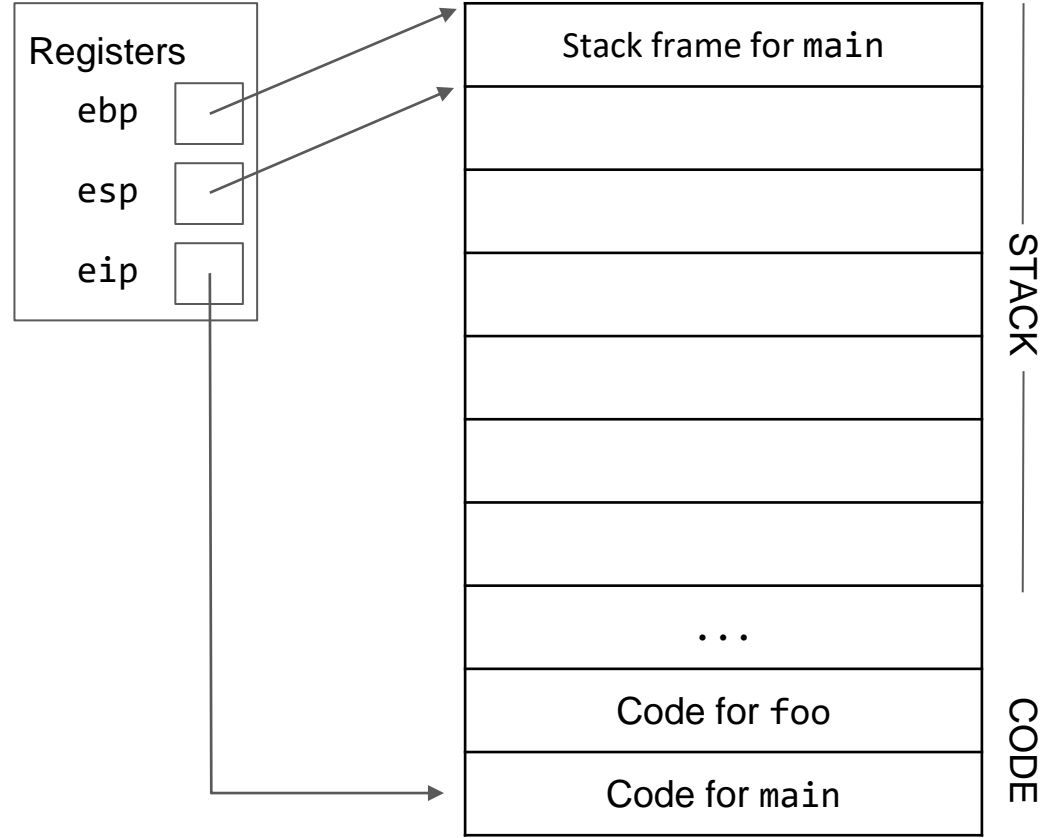 Registers
ebp
esp
eip
Stack frame for main
...
Code for foo
Code for main
STACK
CODE